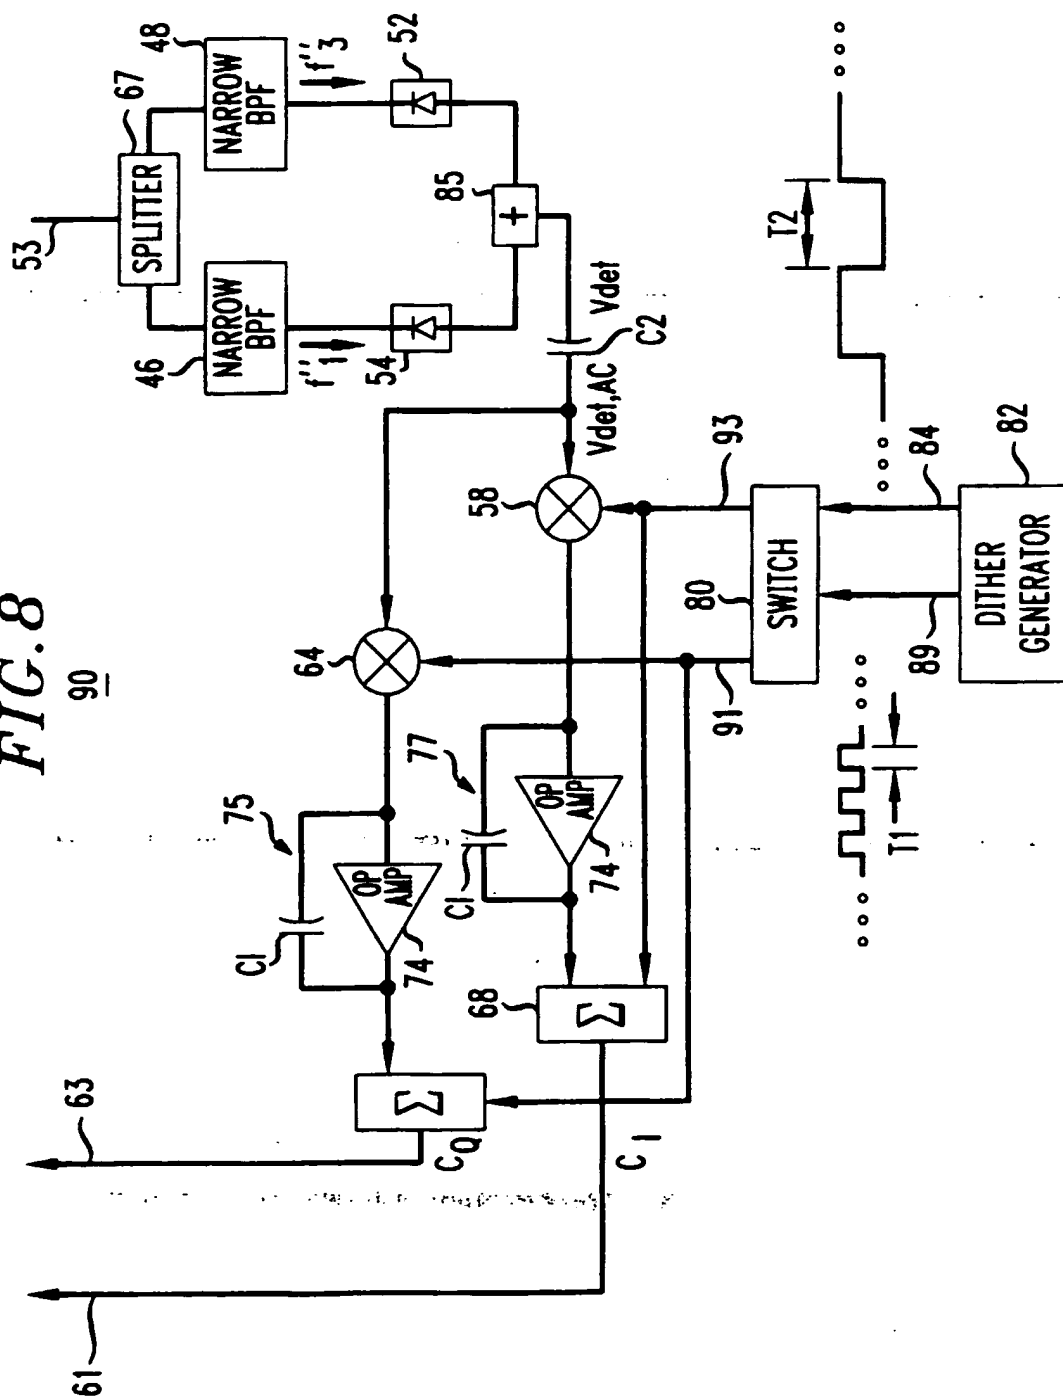 FIG. 8
90
53
67
SPLITTER
48
NARROW
BPF
46
NARROW
BPF
f"3
f"1
52
54
85
+
Vdet
C2
Vdet,AC
58
64
93
91
80
SWITCH
84
89
82
DITHER
GENERATOR
T2
T1
75
C1
OP
AMP
74
77
C1
OP
AMP
74
68
Σ
Σ
CQ
CI
63
61